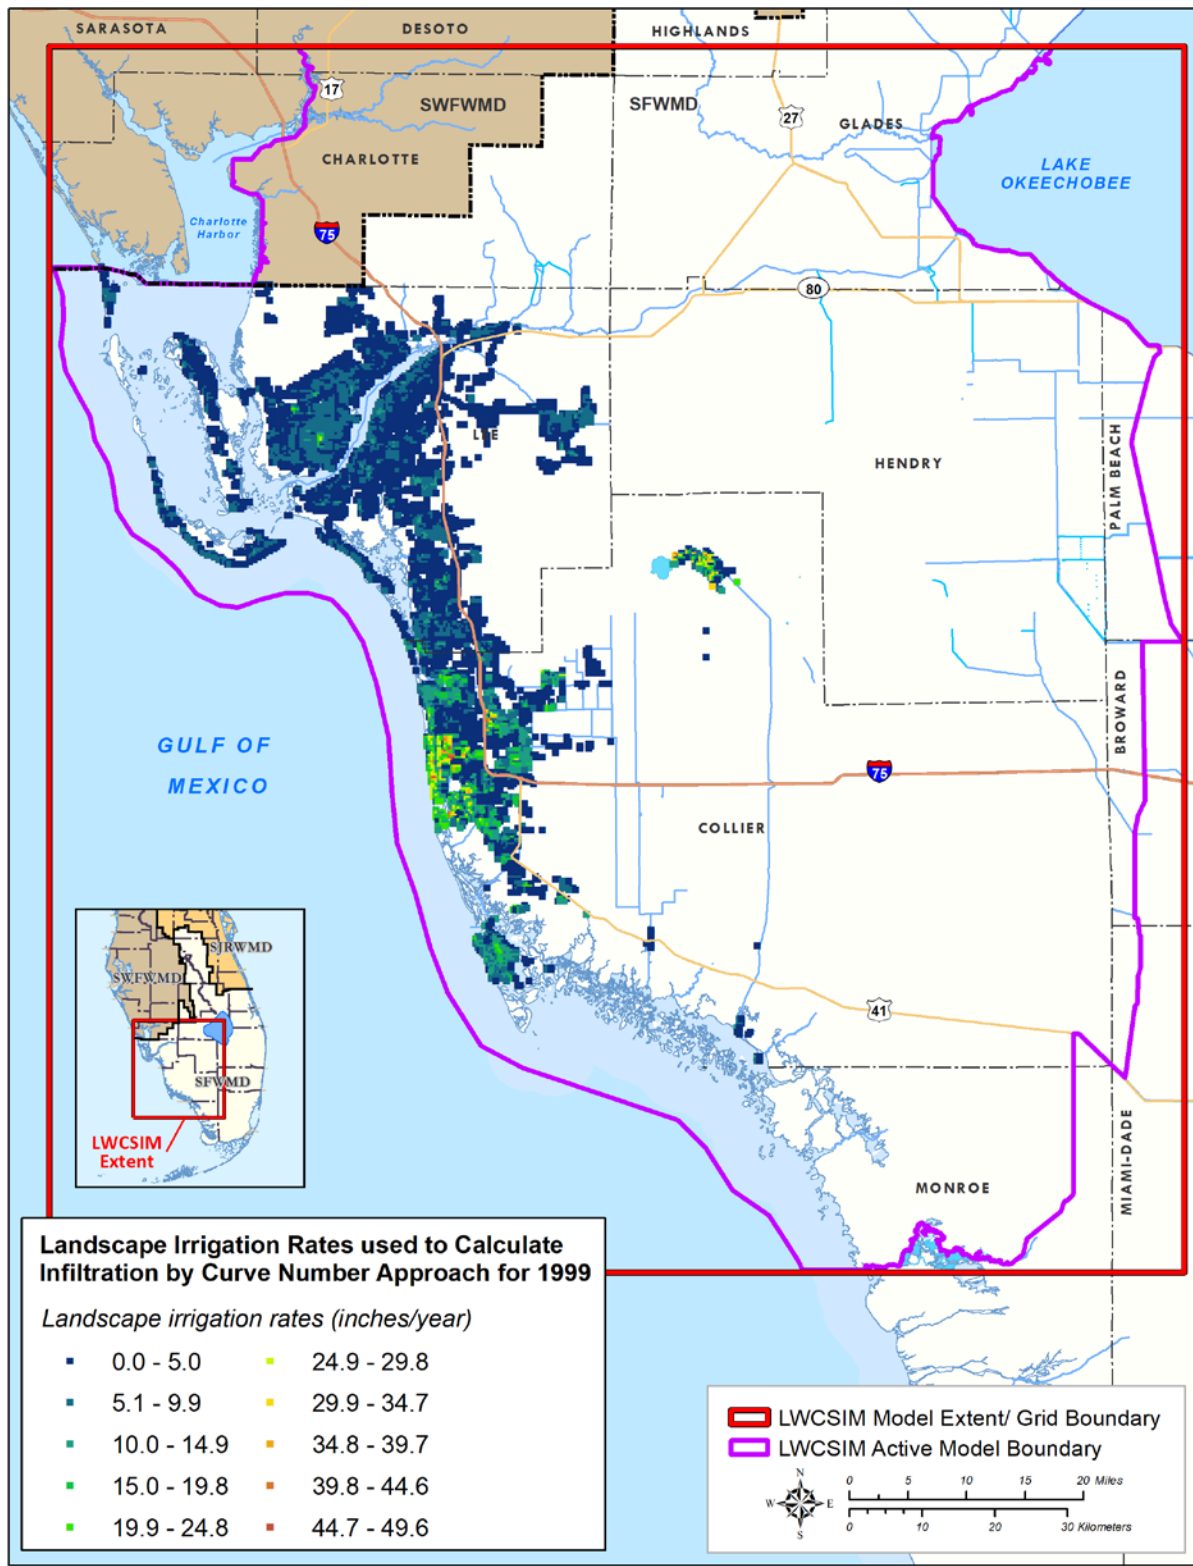 SARASOTA
DESOTO
HIGHLANDS
17
SWFWMD
SFWMD
27
GLADES
CHARLOTTE
LAKE
OKEECHOBEE
Charlotte
Harbor
75
80
LEE
HENDRY
PALM BEACH
BROWARD
GULF OF
MEXICO
75
COLLIER
41
MONROE
MIAMI-DADE
SJRWMD
SWFWMD
SFWMD
LWCSIM
Extent
Landscape Irrigation Rates used to Calculate
Infiltration by Curve Number Approach for 1999
Landscape irrigation rates (inches/year)
0.0 - 5.0
5.1 - 9.9
10.0 - 14.9
15.0 - 19.8
19.9 - 24.8
24.9 - 29.8
29.9 - 34.7
34.8 - 39.7
39.8 - 44.6
44.7 - 49.6
LWCSIM Model Extent/ Grid Boundary
LWCSIM Active Model Boundary
N
W E
S
0 5 10 15 20 Miles
0 10 20 30 Kilometers